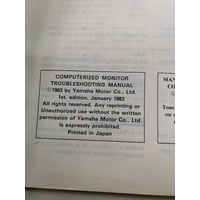 COMPUTERIZED MONITOR
TROUBLESHOOTING MANUAL
©1983 by Yamaha Motor Co., Ltd.
1st. edition, January 1983
All rights reserved. Any reprinting or
Unauthorized use without the written
permission of Yamaha Motor Co., Ltd.
is expressly prohibited.
Printed in Japan